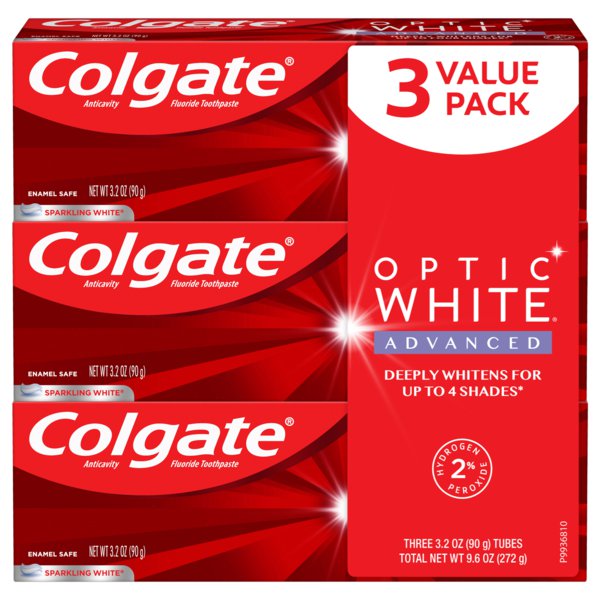 OPTIC
WHITE
ADVANCED
Colgate®
Anticavity Fluoride Toothpaste
ENAMEL SAFE NET WT 3.2 OZ (90 g)
SPARKLING WHITE*
Colgate®
Anticavity Fluoride Toothpaste
ENAMEL SAFE NET WT 3.2 OZ (90 g)
SPARKLING WHITE*
Colgate®
Anticavity Fluoride Toothpaste
ENAMEL SAFE NET WT 3.2 OZ (90 g)
SPARKLING WHITE*
3 VALUE
PACK
OPTIC
WHITE®
ADVANCED
DEEPLY WHITENS FOR
UP TO 4 SHADES*
HYDROGEN
2%
PEROXIDE
THREE 3.2 OZ (90 g) TUBES
TOTAL NET WT 9.6 OZ (272 g)
P9936810